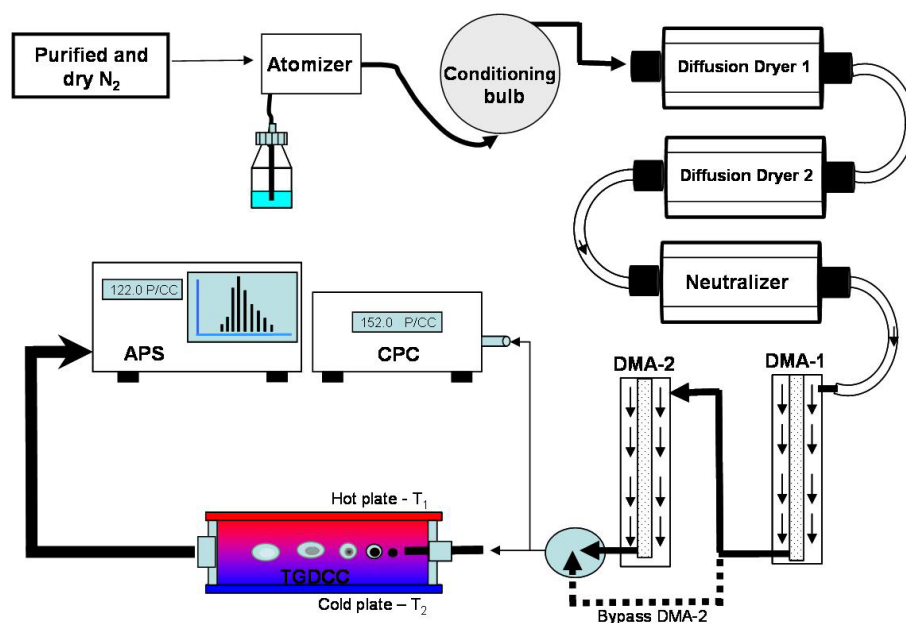 Purified and
dry N₂
Atomizer
Conditioning
bulb
Diffusion Dryer 1
Diffusion Dryer 2
Neutralizer
122.0 P/CC
APS
152.0 P/CC
CPC
DMA-2
DMA-1
Hot plate - T₁
TGDCC
Cold plate – T₂
Bypass DMA-2